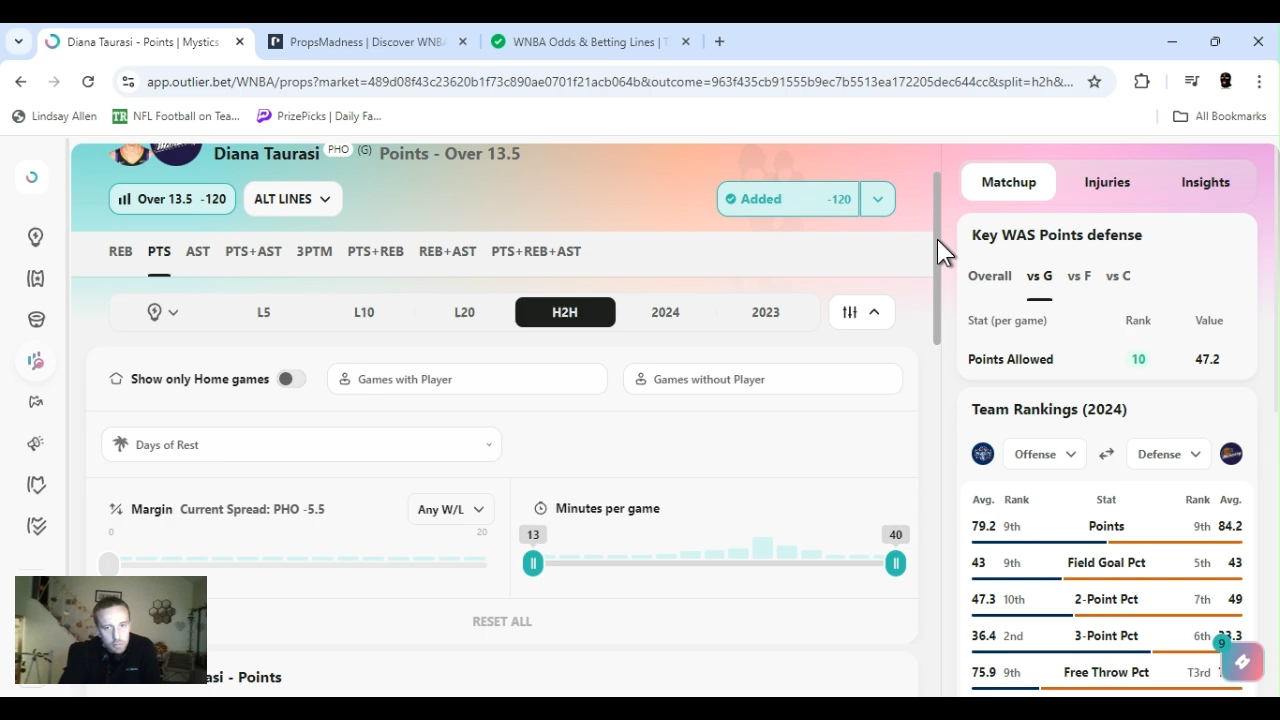 Diana Taurasi - Points | Mystics
PropsMadness | Discover WNB
WNBA Odds & Betting Lines | T
app.outlier.bet/WNBA/props?market=489d08f43c23620b1f73c890ae0701f21acb064b&outcome=963f435cb91555b9ec7b5513ea172205dec644cc&split=h2h&...
Lindsay Allen
TR NFL Football on Tea...
PrizePicks | Daily Fa...
All Bookmarks
Diana Taurasi PHO (G) Points - Over 13.5
Over 13.5 -120
ALT LINES
Added -120
REB PTS AST PTS+AST 3PTM PTS+REB REB+AST PTS+REB+AST
L5 L10 L20 H2H 2024 2023
Show only Home games
Games with Player
Games without Player
Days of Rest
Margin Current Spread: PHO -5.5
Any W/L
0 20
Minutes per game
13 40
RESET ALL
asi - Points
Matchup Injuries Insights
Key WAS Points defense
Overall vs G vs F vs C
Stat (per game) Rank Value
Points Allowed 10 47.2
Team Rankings (2024)
Offense Defense
Avg. Rank Stat Rank Avg.
79.2 9th Points 9th 84.2
43 9th Field Goal Pct 5th 43
47.3 10th 2-Point Pct 7th 49
36.4 2nd 3-Point Pct 6th 3.3
9
75.9 9th Free Throw Pct T3rd